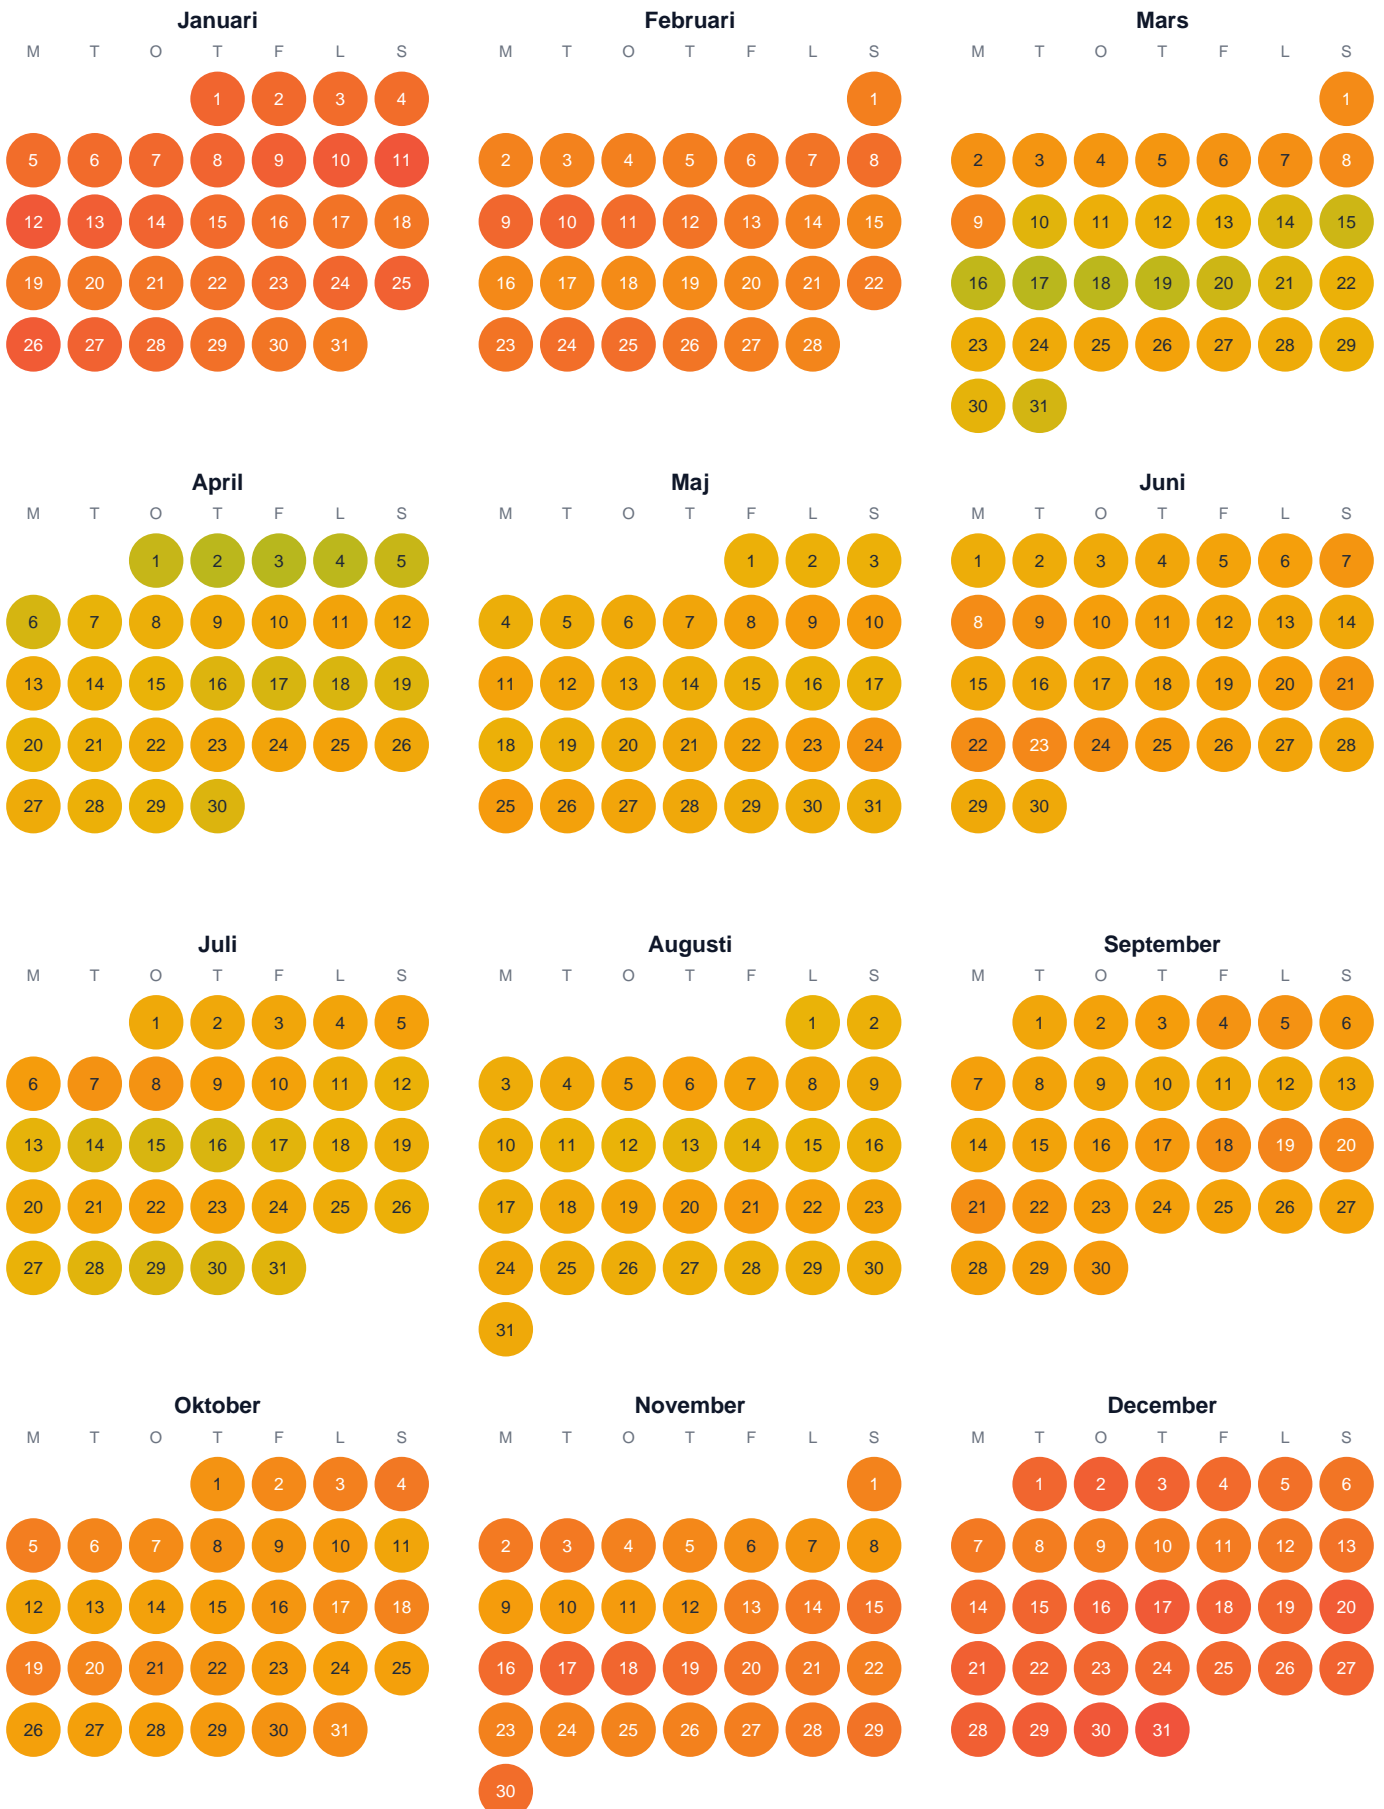 Januari Februari Mars
M T O T F L S M T O T F L S M T O T F L S
1 2 3 4 1 1
5 6 7 8 9 10 11 2 3 4 5 6 7 8 2 3 4 5 6 7 8
12 13 14 15 16 17 18 9 10 11 12 13 14 15 9 10 11 12 13 14 15
19 20 21 22 23 24 25 16 17 18 19 20 21 22 16 17 18 19 20 21 22
26 27 28 29 30 31 23 24 25 26 27 28 23 24 25 26 27 28 29
30 31
April Maj Juni
M T O T F L S M T O T F L S M T O T F L S
1 2 3 4 5 1 2 3 1 2 3 4 5 6 7
6 7 8 9 10 11 12 4 5 6 7 8 9 10 8 9 10 11 12 13 14
13 14 15 16 17 18 19 11 12 13 14 15 16 17 15 16 17 18 19 20 21
20 21 22 23 24 25 26 18 19 20 21 22 23 24 22 23 24 25 26 27 28
27 28 29 30 25 26 27 28 29 30 31 29 30
Juli Augusti September
M T O T F L S M T O T F L S M T O T F L S
1 2 3 4 5 1 2 1 2 3 4 5 6
6 7 8 9 10 11 12 3 4 5 6 7 8 9 7 8 9 10 11 12 13
13 14 15 16 17 18 19 10 11 12 13 14 15 16 14 15 16 17 18 19 20
20 21 22 23 24 25 26 17 18 19 20 21 22 23 21 22 23 24 25 26 27
27 28 29 30 31 24 25 26 27 28 29 30 28 29 30
31
Oktober November December
M T O T F L S M T O T F L S M T O T F L S
1 2 3 4 1 1 2 3 4 5 6
5 6 7 8 9 10 11 2 3 4 5 6 7 8 7 8 9 10 11 12 13
12 13 14 15 16 17 18 9 10 11 12 13 14 15 14 15 16 17 18 19 20
19 20 21 22 23 24 25 16 17 18 19 20 21 22 21 22 23 24 25 26 27
26 27 28 29 30 31 23 24 25 26 27 28 29 28 29 30 31
30